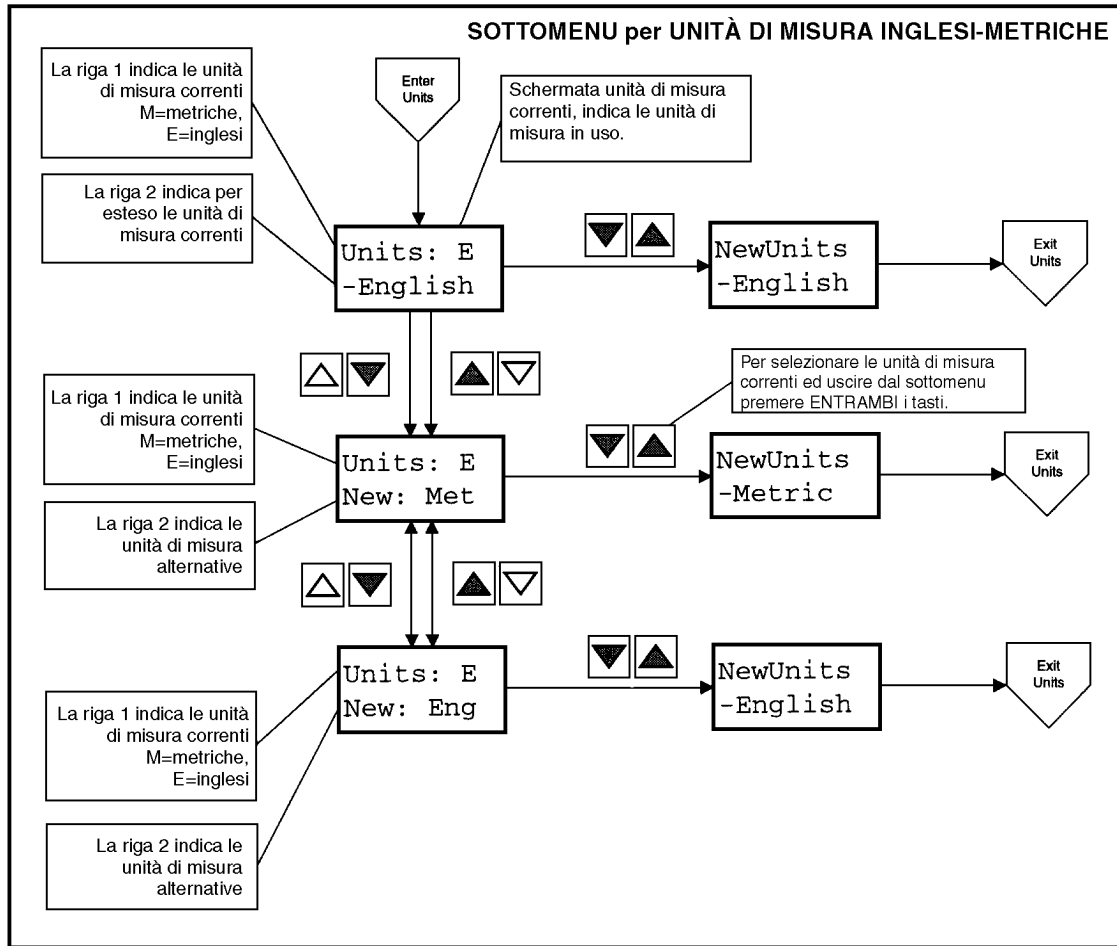 SOTTOMENU per UNITÀ DI MISURA INGLESI-METRICHE
La riga 1 indica le unità
di misura correnti
M=metriche,
E=inglesi
Enter
Units
Schermata unità di misura
correnti, indica le unità di
misura in uso.
La riga 2 indica per
esteso le unità di
misura correnti
Units: E
-English
NewUnits
-English
Exit
Units
La riga 1 indica le unità
di misura correnti
M=metriche,
E=inglesi
Per selezionare le unità di misura
correnti ed uscire dal sottomenu
premere ENTRAMBI i tasti.
Units: E
New: Met
NewUnits
-Metric
Exit
Units
La riga 2 indica le
unità di misura
alternative
Units: E
New: Eng
NewUnits
-English
Exit
Units
La riga 1 indica le unità
di misura correnti
M=metriche,
E=inglesi
La riga 2 indica le
unità di misura
alternative